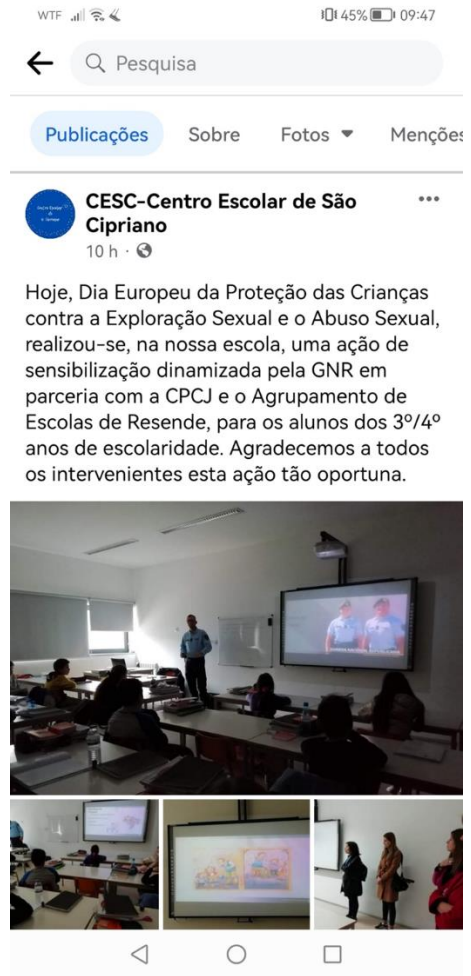 WTF 45% 09:47
Pesquisa
Publicações Sobre Fotos Menções
CESC-Centro Escolar de São
Cipriano
10 h
Hoje, Dia Europeu da Proteção das Crianças
contra a Exploração Sexual e o Abuso Sexual,
realizou-se, na nossa escola, uma ação de
sensibilização dinamizada pela GNR em
parceria com a CPCJ e o Agrupamento de
Escolas de Resende, para os alunos dos 3º/4º
anos de escolaridade. Agradecemos a todos
os intervenientes esta ação tão oportuna.